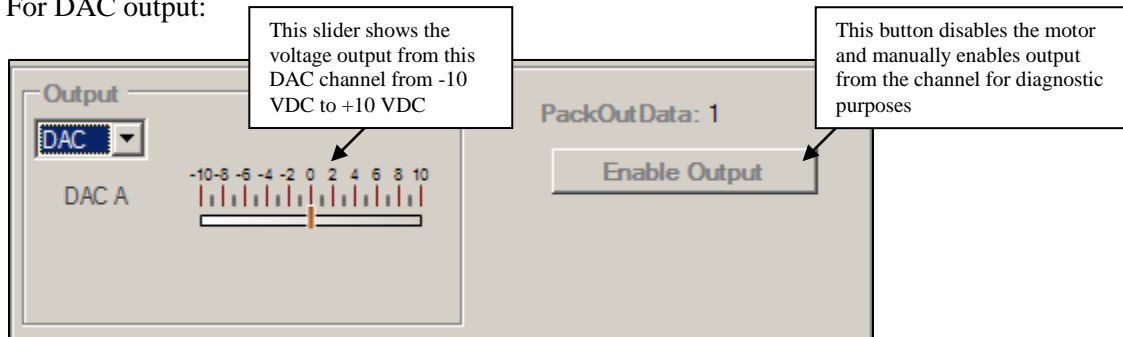 For DAC output:
This slider shows the
voltage output from this
DAC channel from -10
VDC to +10 VDC
This button disables the motor
and manually enables output
from the channel for diagnostic
purposes
Output
DAC
DAC A
-10 -8 -6 -4 -2 0 2 4 6 8 10
PackOutData: 1
Enable Output